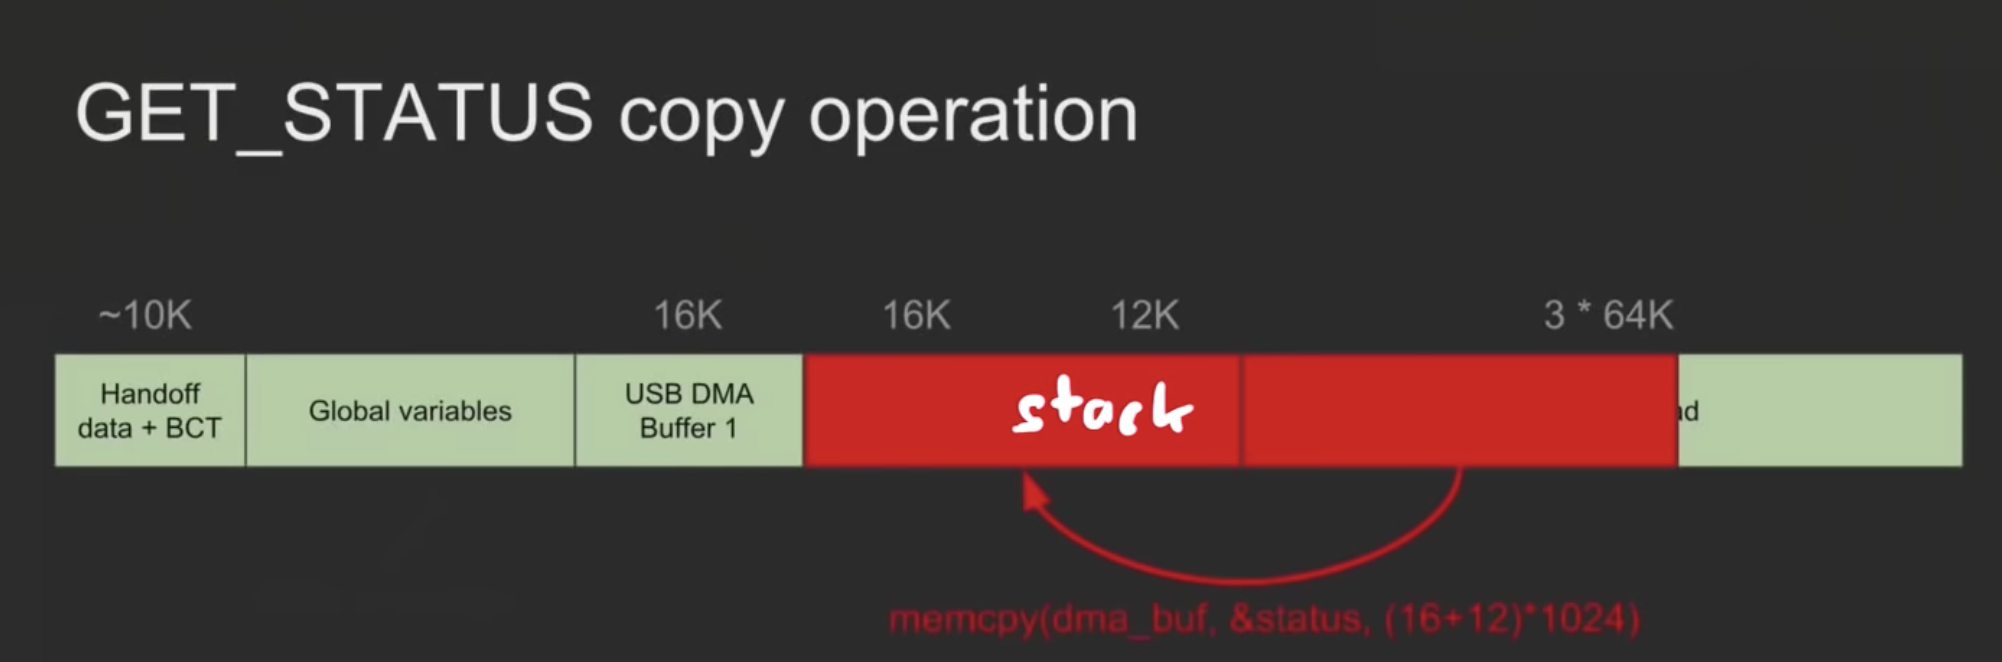 GET_STATUS copy operation
~10K 16K 16K 12K 3 * 64K
Handoff
data + BCT
Global variables
USB DMA
Buffer 1
stack
memcpy(dma_buf, &status, (16+12)*1024)